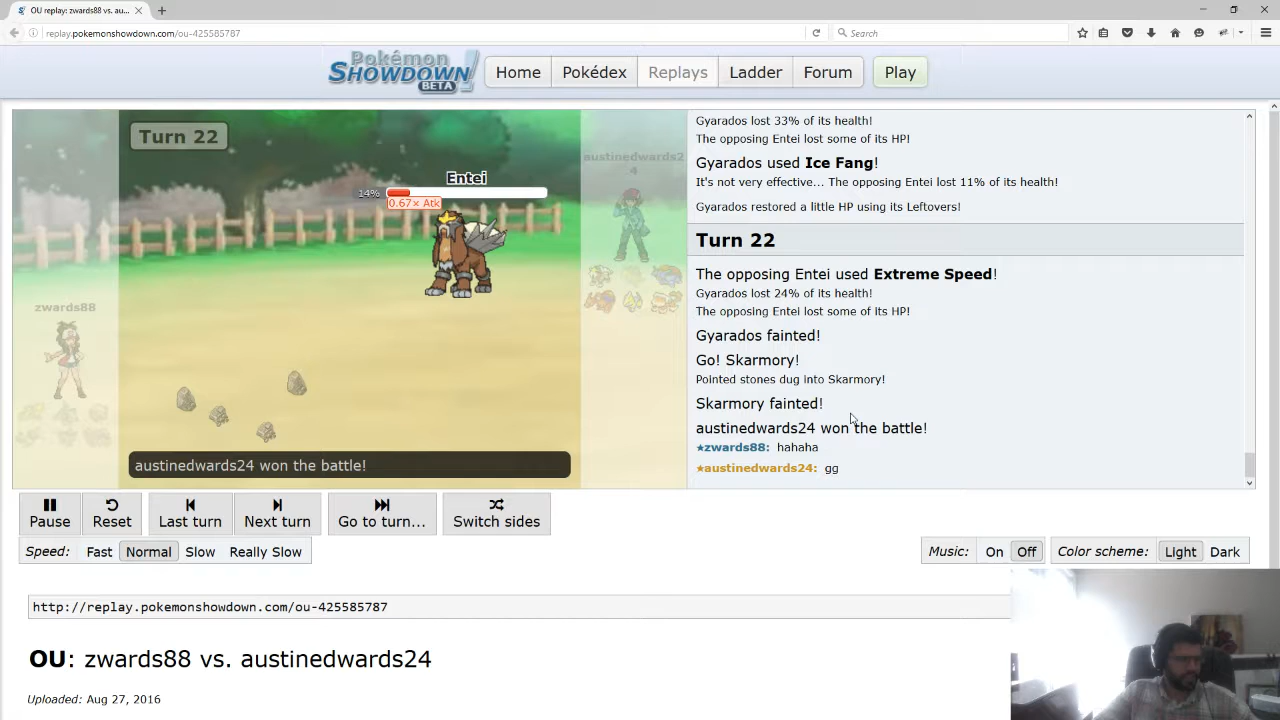 OU replay: zwards88 vs. au...
replay.pokemonshowdown.com/ou-425585787
Search
Pokémon
Showdown!
BETA
Home
Pokédex
Replays
Ladder
Forum
Play
Turn 22
austinedwards2
4
Entei
14%
0.67× Atk
zwards88
austinedwards24 won the battle!
Gyarados lost 33% of its health!
The opposing Entei lost some of its HP!
Gyarados used Ice Fang!
It's not very effective... The opposing Entei lost 11% of its health!
Gyarados restored a little HP using its Leftovers!
Turn 22
The opposing Entei used Extreme Speed!
Gyarados lost 24% of its health!
The opposing Entei lost some of its HP!
Gyarados fainted!
Go! Skarmory!
Pointed stones dug into Skarmory!
Skarmory fainted!
austinedwards24 won the battle!
★zwards88: hahaha
★austinedwards24: gg
Pause
Reset
Last turn
Next turn
Go to turn...
Switch sides
Speed: Fast Normal Slow Really Slow
Music: On Off
Color scheme: Light Dark
http://replay.pokemonshowdown.com/ou-425585787
OU: zwards88 vs. austinedwards24
Uploaded: Aug 27, 2016